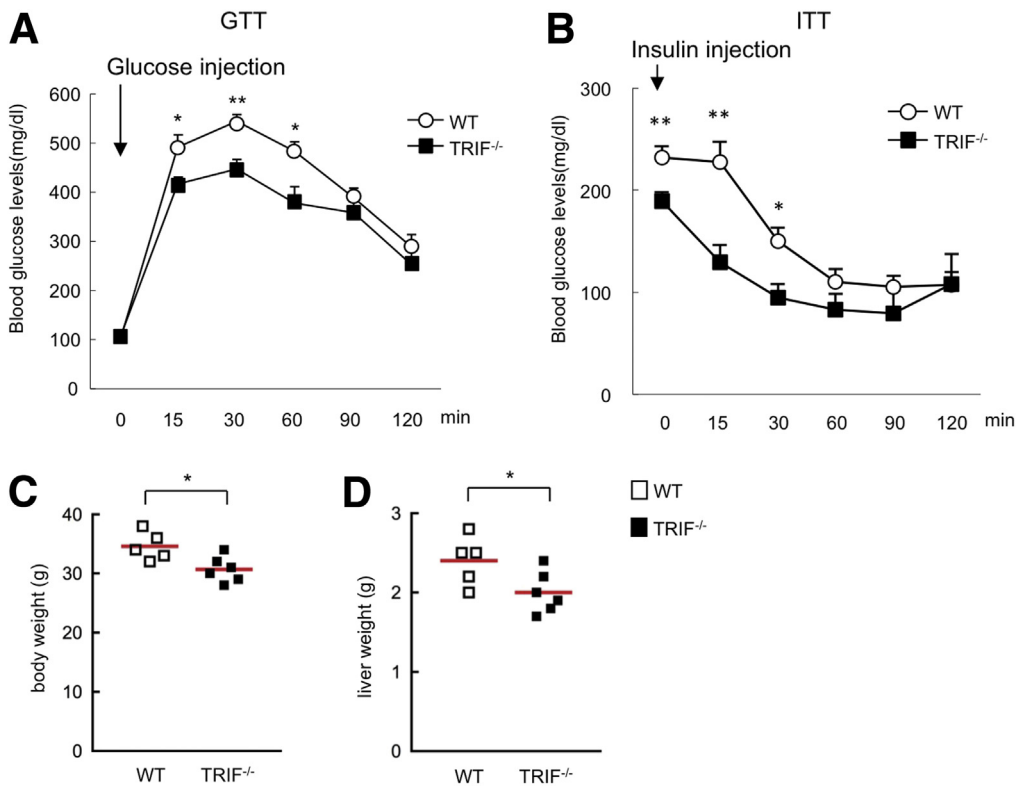 A
GTT
Glucose injection
Blood glucose levels(mg/dl)
600
500
400
300
200
100
0
*
**
*
WT
TRIF-/-
0 15 30 60 90 120 min
B
ITT
Insulin injection
Blood glucose levels(mg/dl)
300
200
100
0
**
**
*
WT
TRIF-/-
0 15 30 60 90 120 min
C
*
body weight (g)
40
30
20
10
0
WT TRIF-/-
D
*
liver weight (g)
3
2
1
0
WT TRIF-/-
WT
TRIF-/-